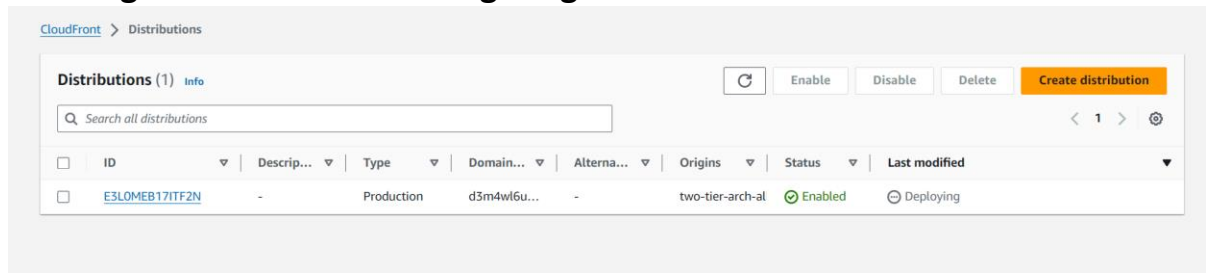 CloudFront > Distributions
Distributions (1) Info
Enable Disable Delete Create distribution
Search all distributions
< 1 >
ID Descrip... Type Domain... Alterna... Origins Status Last modified
E3L0MEB17ITF2N - Production d3m4wl6u... - two-tier-arch-al Enabled Deploying